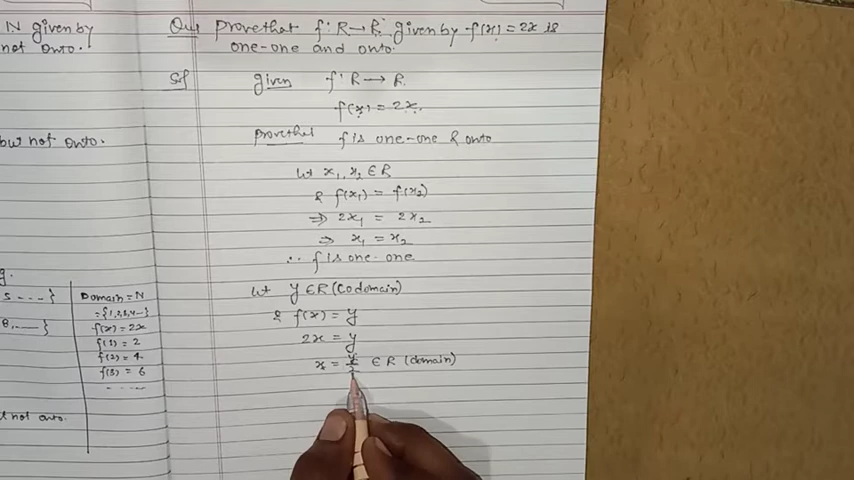 N given by
not onto.
but not onto.
g.
s ---- }
8, ---- }
t not onto.
Domain = N
= {1,2,3,4--}
f(x) = 2x
f(1) = 2
f(2) = 4
f(3) = 6
- - - - -
Que prove that f: R→R given by f(x) = 2x is
one-one and onto.
Sol given f: R → R
f(x) = 2x.
prove that f is one-one & onto
let x₁, x₂ ∈ R
& f(x₁) = f(x₂)
⇒ 2x₁ = 2x₂
⇒ x₁ = x₂
∴ f is one-one
let y ∈ R (codomain)
& f(x) = y
2x = y
x = y/2 ∈ R (domain)